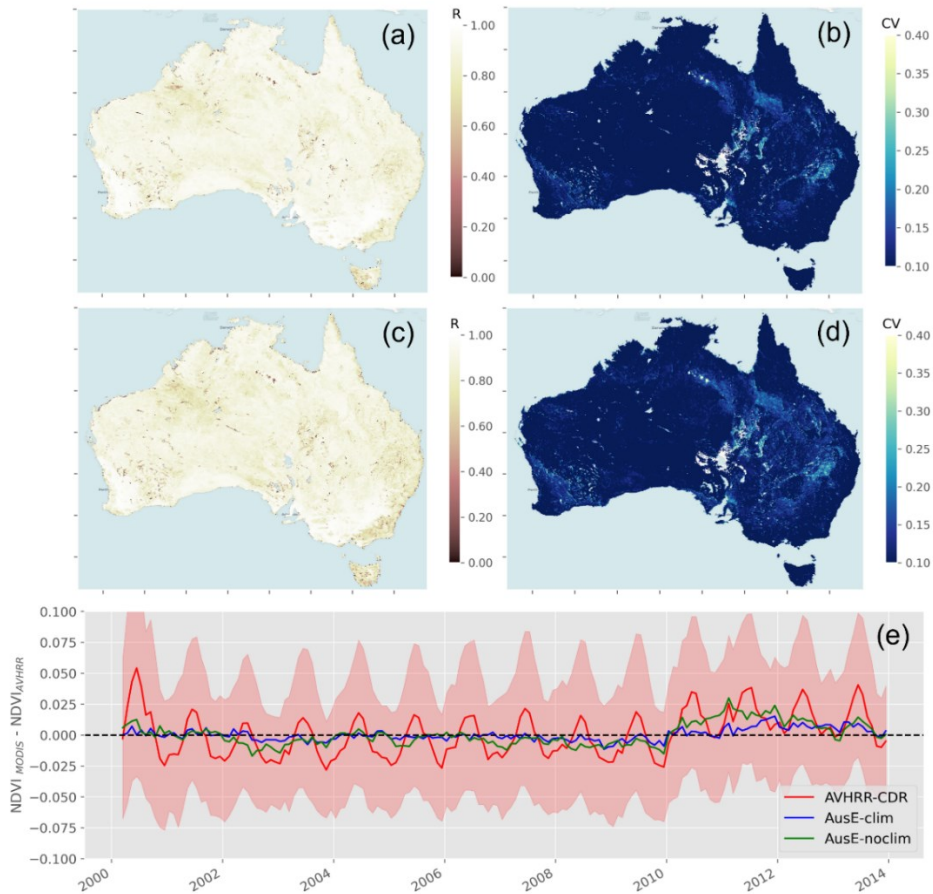 R
1.00
0.80
0.60
0.40
0.20
0.00
(a)
CV
0.40
0.35
0.30
0.25
0.20
0.15
0.10
(b)
R
1.00
0.80
0.60
0.40
0.20
0.00
(c)
CV
0.40
0.35
0.30
0.25
0.20
0.15
0.10
(d)
NDVI MODIS - NDVI AVHRR
0.100
0.075
0.050
0.025
0.000
−0.025
−0.050
−0.075
−0.100
(e)
AVHRR-CDR
AusE-clim
AusE-noclim
2000 2002 2004 2006 2008 2010 2012 2014